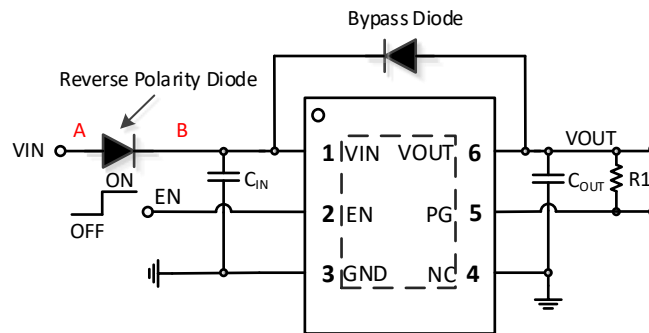 Bypass Diode
Reverse Polarity Diode
A
B
VIN
ON
OFF
EN
CIN
1 VIN VOUT 6
2 EN PG 5
3 GND NC 4
VOUT
COUT
R1